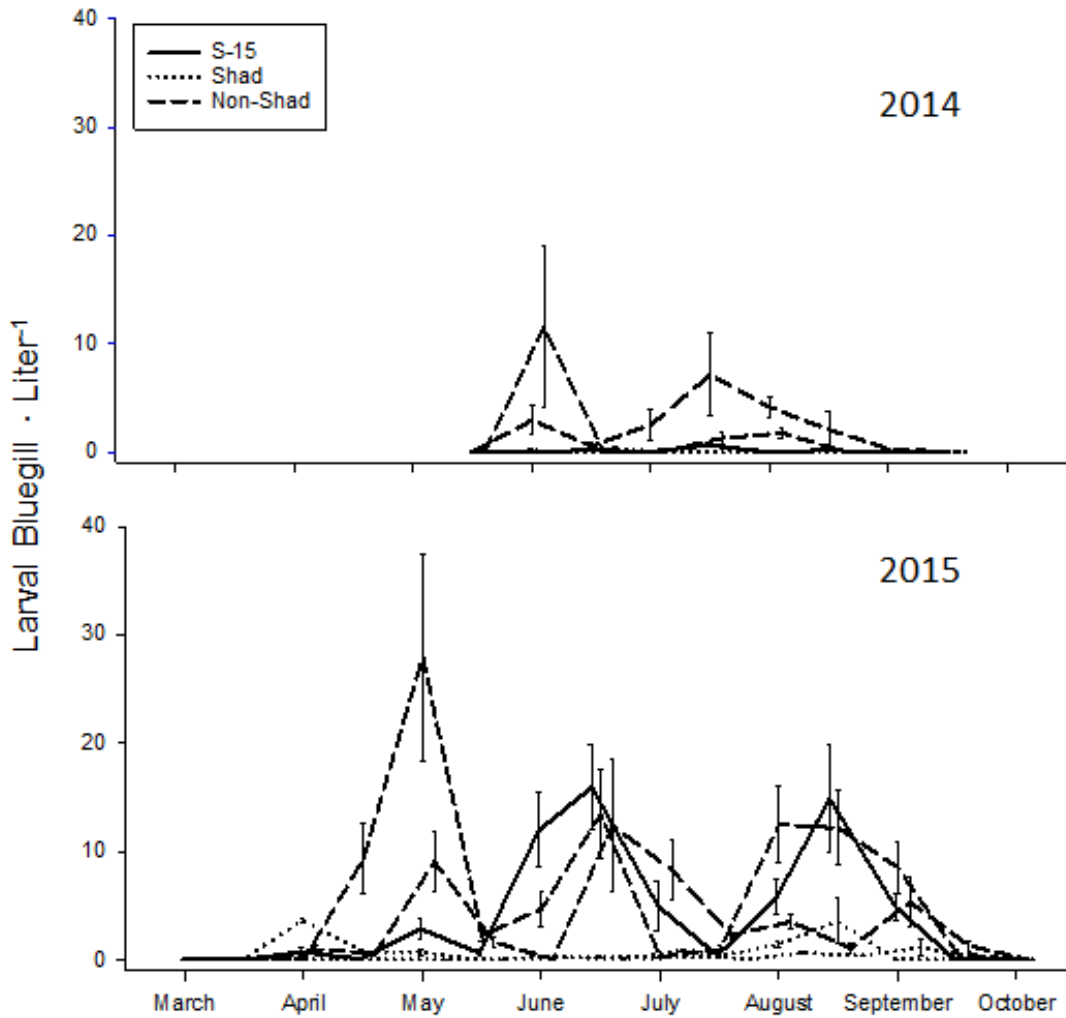 40
S-15
Shad
Non-Shad
2014
30
20
10
0
Larval Bluegill · Liter-1
40
2015
30
20
10
0
March April May June July August September October